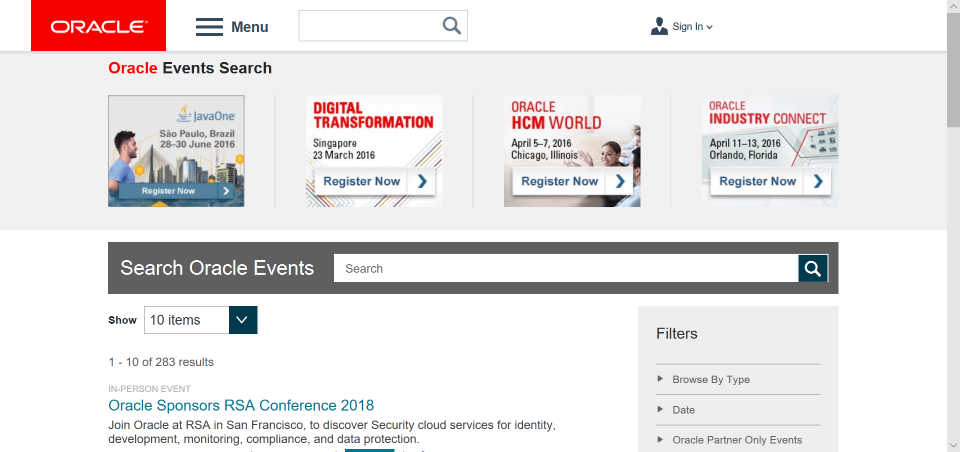 ORACLE
Menu
Sign In
Oracle Events Search
JavaOne
São Paulo, Brazil
28–30 June 2016
Register Now
DIGITAL
TRANSFORMATION
Singapore
23 March 2016
Register Now
ORACLE
HCM WORLD
April 5–7, 2016
Chicago, Illinois
Register Now
ORACLE
INDUSTRY CONNECT
April 11–13, 2016
Orlando, Florida
Register Now
Search Oracle Events
Search
Show
10 items
1 - 10 of 283 results
IN-PERSON EVENT
Oracle Sponsors RSA Conference 2018
Join Oracle at RSA in San Francisco, to discover Security cloud services for identity,
development, monitoring, compliance, and data protection.
Filters
Browse By Type
Date
Oracle Partner Only Events